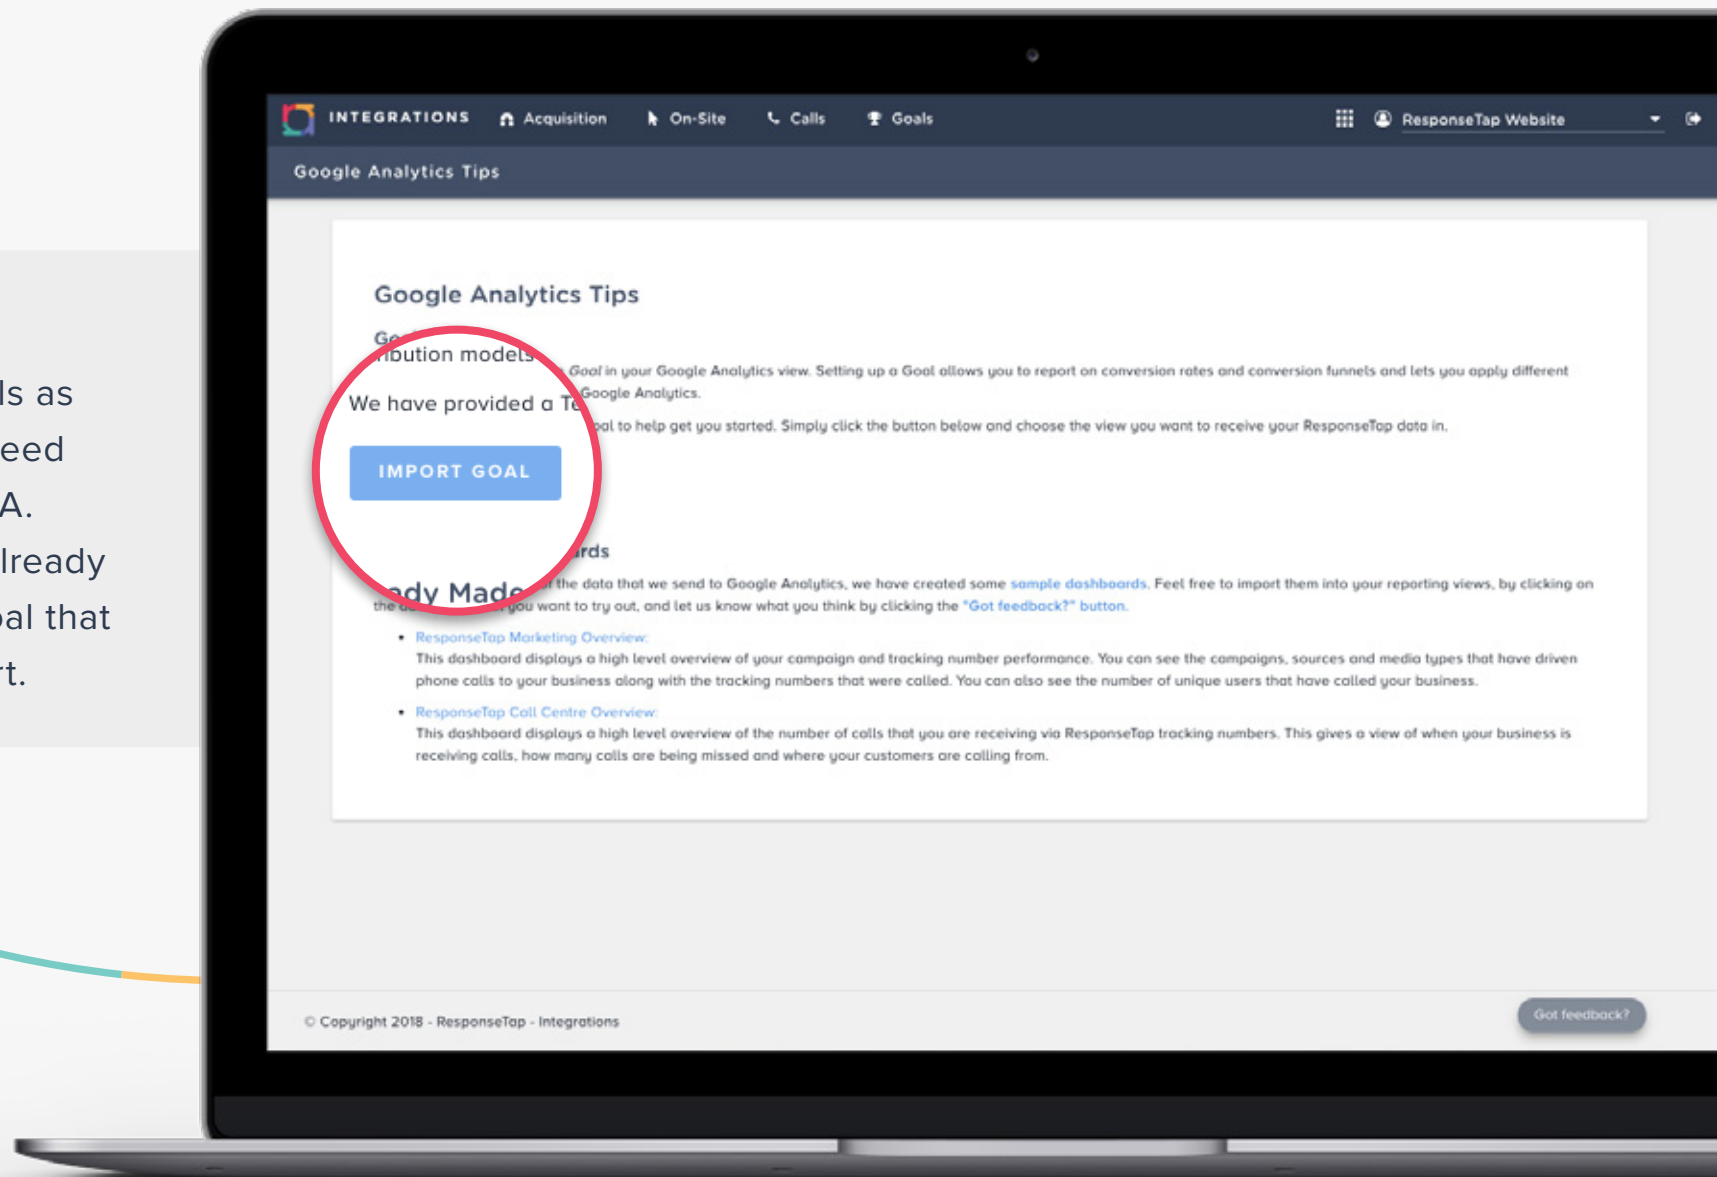 ls as
eed
A.
lready
oal that
rt.
INTEGRATIONS Acquisition On-Site Calls Goals ResponseTap Website
Google Analytics Tips
Google Analytics Tips
ribution models
Goal in your Google Analytics view. Setting up a Goal allows you to report on conversion rates and conversion funnels and lets you apply different
Google Analytics.
We have provided a Te
oal to help get you started. Simply click the button below and choose the view you want to receive your ResponseTap data in.
IMPORT GOAL
ards
ady Made
the data that we send to Google Analytics, we have created some sample dashboards. Feel free to import them into your reporting views, by clicking on
the you want to try out, and let us know what you think by clicking the "Got feedback?" button.
• ResponseTap Marketing Overview:
This dashboard displays a high level overview of your campaign and tracking number performance. You can see the campaigns, sources and media types that have driven
phone calls to your business along with the tracking numbers that were called. You can also see the number of unique users that have called your business.
• ResponseTap Call Centre Overview:
This dashboard displays a high level overview of the number of calls that you are receiving via ResponseTap tracking numbers. This gives a view of when your business is
receiving calls, how many calls are being missed and where your customers are calling from.
© Copyright 2018 - ResponseTap - Integrations
Got feedback?